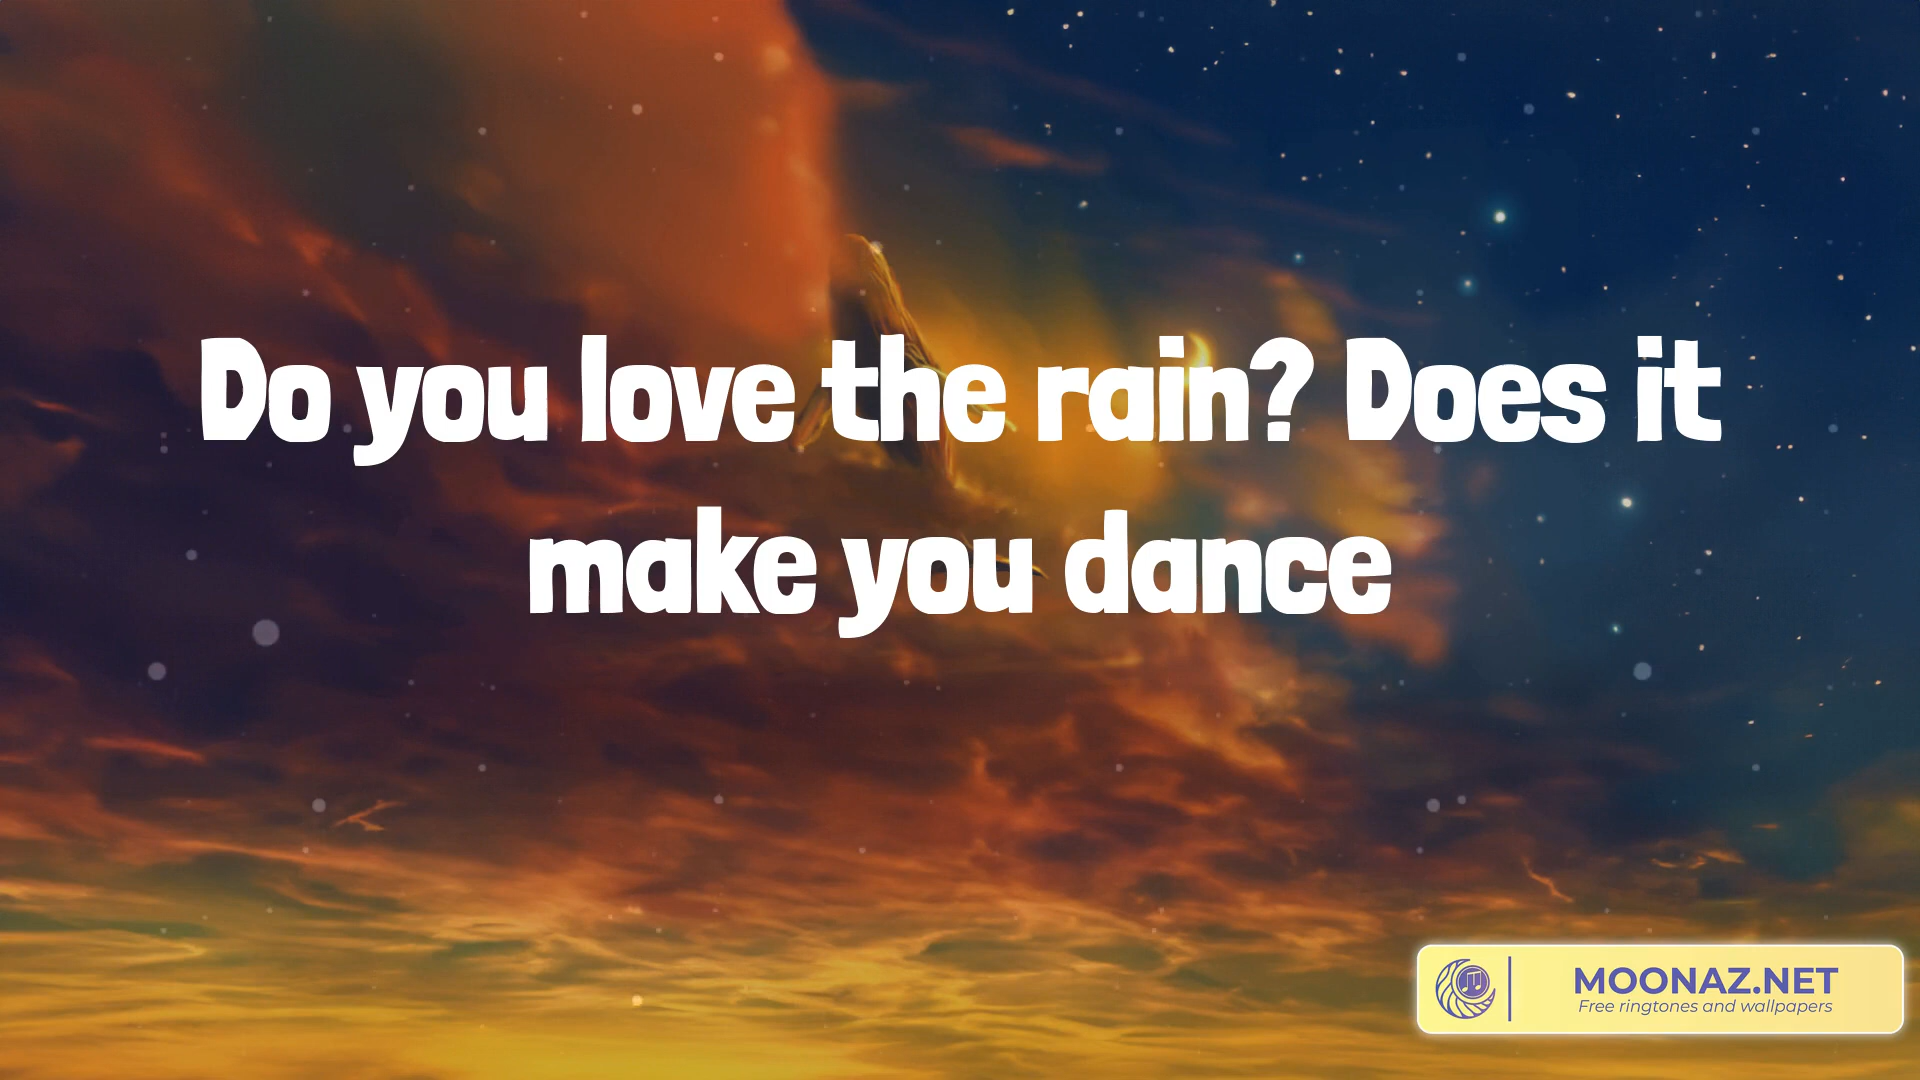 Do you love the rain? Does it
make you dance
MOONAZ.NET
Free ringtones and wallpapers